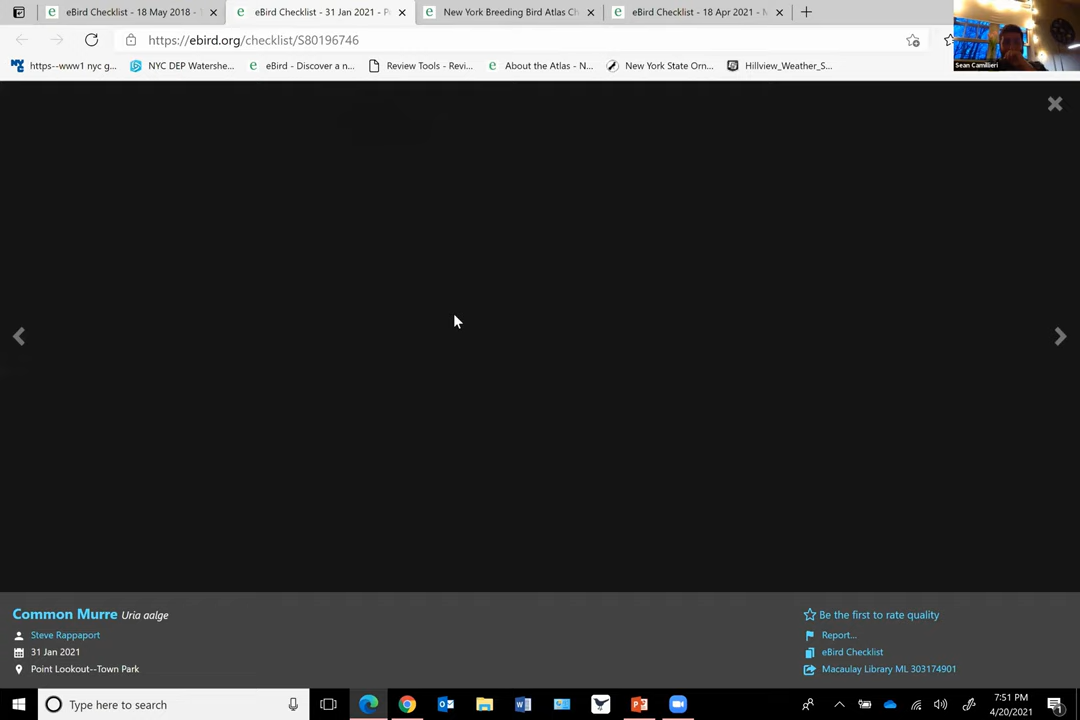 eBird Checklist - 18 May 2018 -
eBird Checklist - 31 Jan 2021 - P
New York Breeding Bird Atlas Ch
eBird Checklist - 18 Apr 2021 - M
https://ebird.org/checklist/S80196746
https--www1 nyc g...
NYC DEP Watershe...
eBird - Discover a n...
Review Tools - Revi...
About the Atlas - N...
New York State Orn...
Hillview_Weather_S...
Sean Camillieri
Common Murre Uria aalge
Steve Rappaport
31 Jan 2021
Point Lookout--Town Park
Be the first to rate quality
Report...
eBird Checklist
Macaulay Library ML 303174901
Type here to search
7:51 PM
4/20/2021